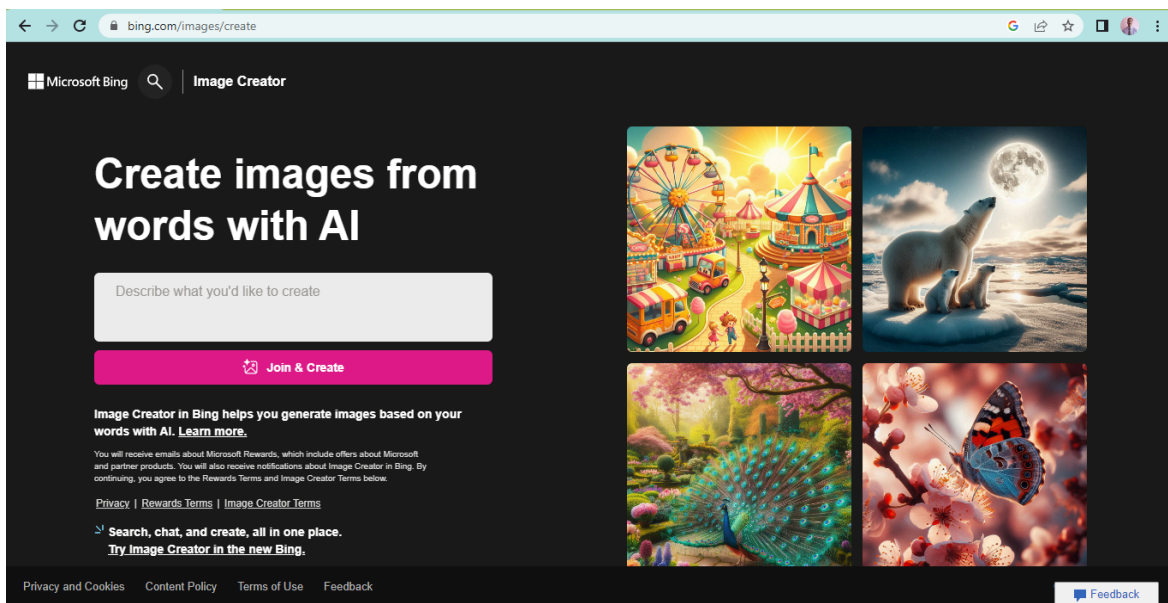 bing.com/images/create
Microsoft Bing
Image Creator
Create images from
words with AI
Describe what you'd like to create
Join & Create
Image Creator in Bing helps you generate images based on your
words with AI. Learn more.
You will receive emails about Microsoft Rewards, which include offers about Microsoft
and partner products. You will also receive notifications about Image Creator in Bing. By
continuing, you agree to the Rewards Terms and Image Creator Terms below.
Privacy | Rewards Terms | Image Creator Terms
Search, chat, and create, all in one place.
Try Image Creator in the new Bing.
Privacy and Cookies Content Policy Terms of Use Feedback
Feedback